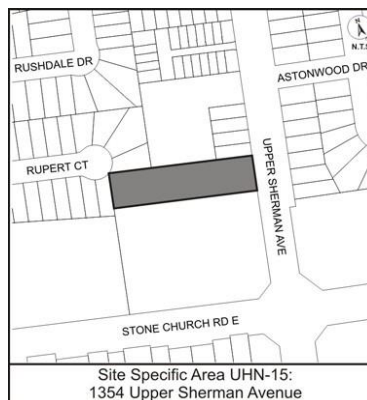 RUSHDALE DR
N.T.S
ASTONWOOD DR
RUPERT CT
UPPER SHERMAN AVE
STONE CHURCH RD E
Site Specific Area UHN-15:
1354 Upper Sherman Avenue